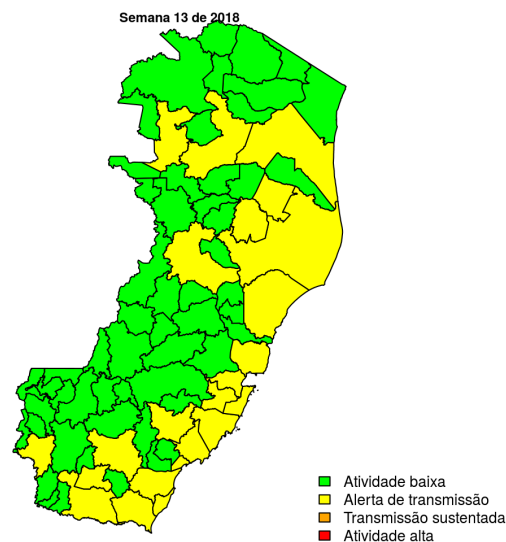 Semana 13 de 2018
Atividade baixa
Alerta de transmissão
Transmissão sustentada
Atividade alta